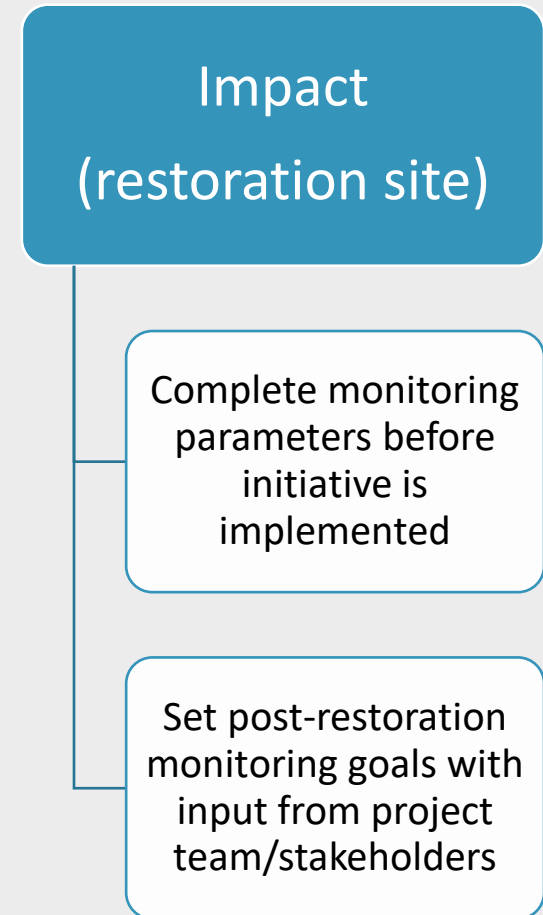 Impact
(restoration site)
Complete monitoring
parameters before
initiative is
implemented
Set post-restoration
monitoring goals with
input from project
team/stakeholders